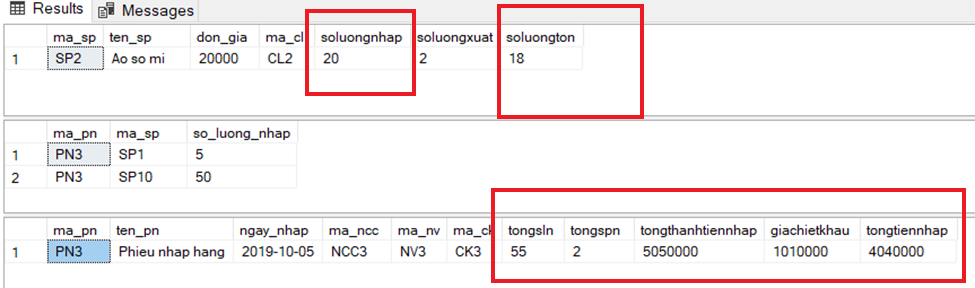 Results Messages
ma_sp ten_sp don_gia ma_cl soluongnhap soluongxuat soluongton
1 SP2 Ao so mi 20000 CL2 20 2 18
ma_pn ma_sp so_luong_nhap
1 PN3 SP1 5
2 PN3 SP10 50
ma_pn ten_pn ngay_nhap ma_ncc ma_nv ma_ck tongsln tongspn tongthanhtiennhap giachietkhau tongtiennhap
1 PN3 Phieu nhap hang 2019-10-05 NCC3 NV3 CK3 55 2 5050000 1010000 4040000